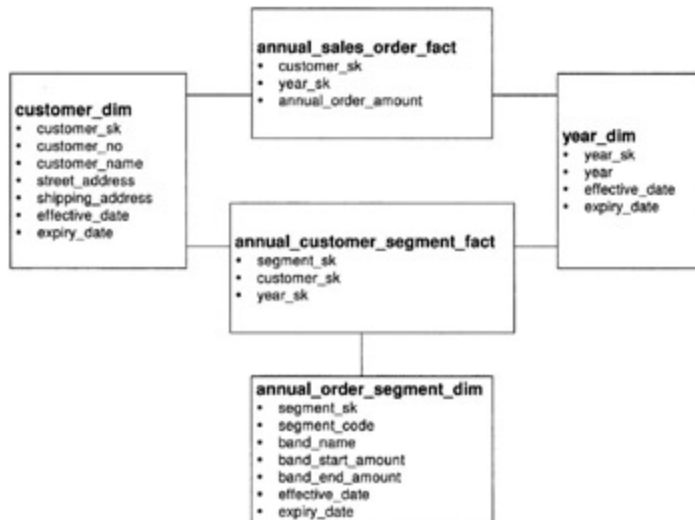 annual_sales_order_fact
• customer_sk
• year_sk
• annual_order_amount
customer_dim
• customer_sk
• customer_no
• customer_name
• street_address
• shipping_address
• effective_date
• expiry_date
year_dim
• year_sk
• year
• effective_date
• expiry_date
annual_customer_segment_fact
• segment_sk
• customer_sk
• year_sk
annual_order_segment_dim
• segment_sk
• segment_code
• band_name
• band_start_amount
• band_end_amount
• effective_date
• expiry_date